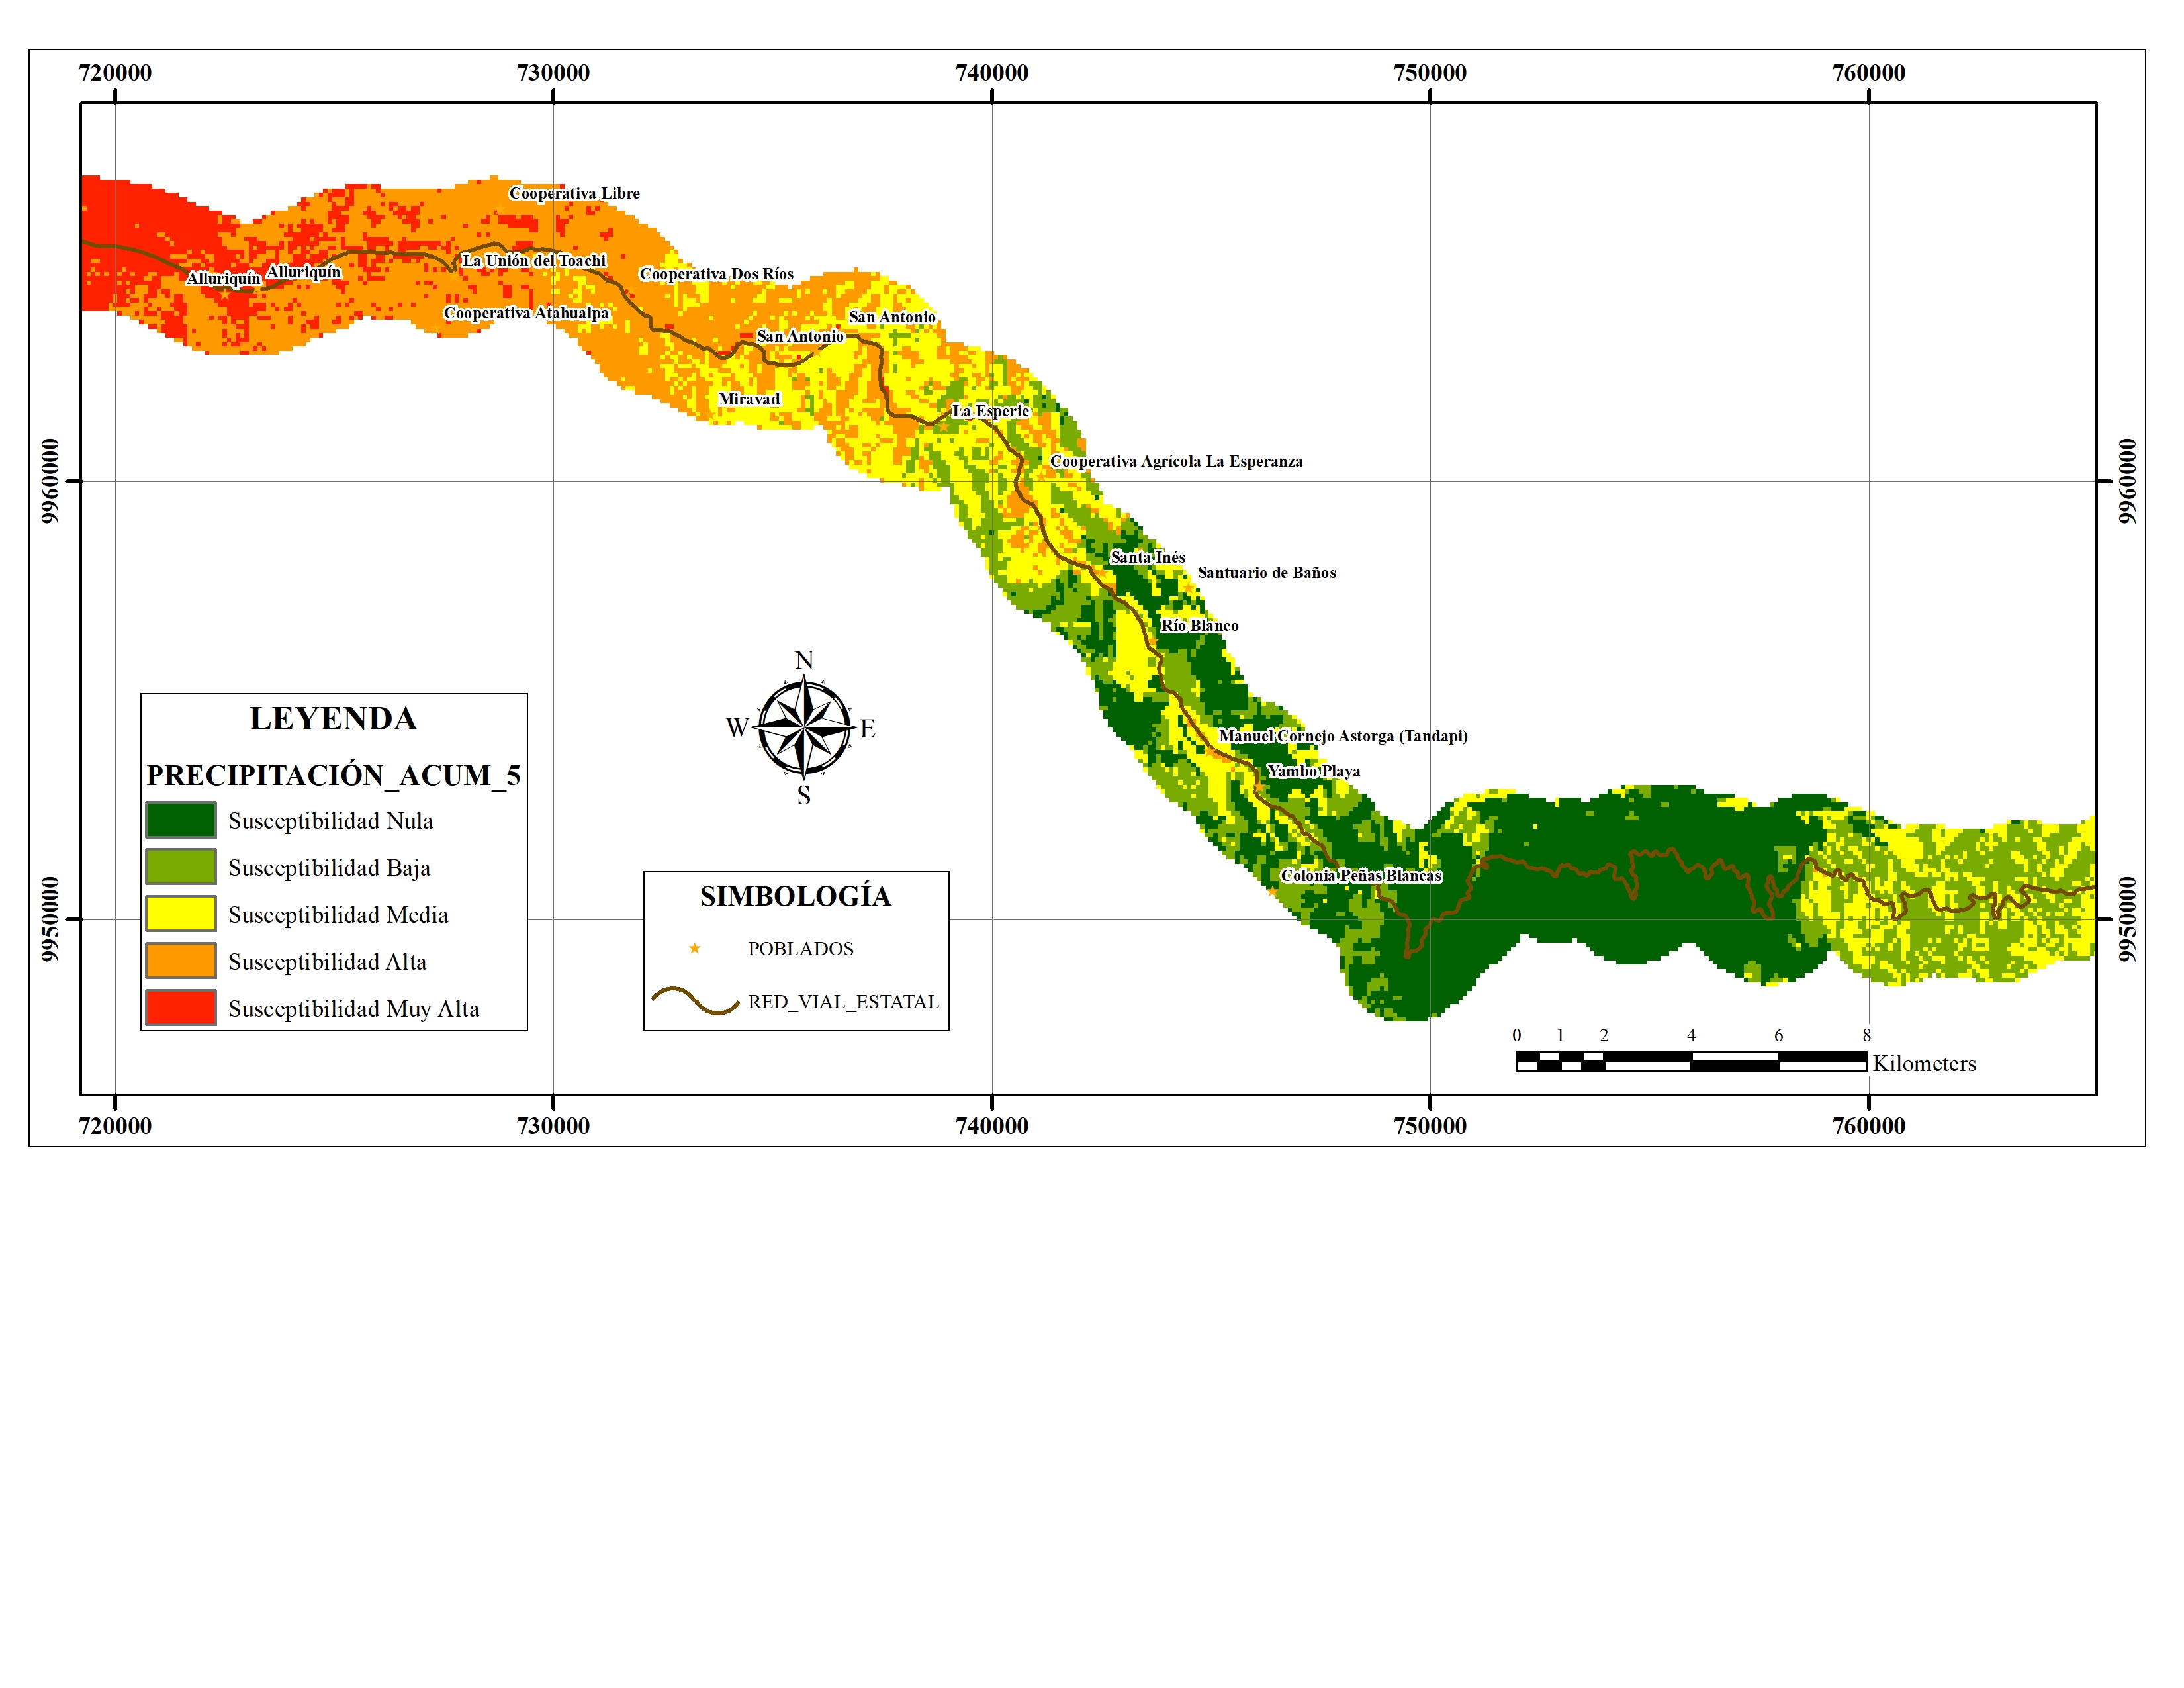 720000 730000 740000 750000 760000
Cooperativa Libre
La Unión del Toachi
Alluriquín
Alluriquín
Cooperativa Dos Ríos
Cooperativa Atahualpa
San Antonio
San Antonio
Miravad
La Esperie
9960000
9960000
Cooperativa Agrícola La Esperanza
Santa Inés
Santuario de Baños
Río Blanco
Manuel Cornejo Astorga (Tandapi)
Yambo Playa
Colonia Peñas Blancas
9950000
9950000
N
W E
S
LEYENDA
PRECIPITACIÓN_ACUM_5
Susceptibilidad Nula
Susceptibilidad Baja
Susceptibilidad Media
Susceptibilidad Alta
Susceptibilidad Muy Alta
SIMBOLOGÍA
POBLADOS
RED_VIAL_ESTATAL
0 1 2 4 6 8
Kilometers
720000 730000 740000 750000 760000